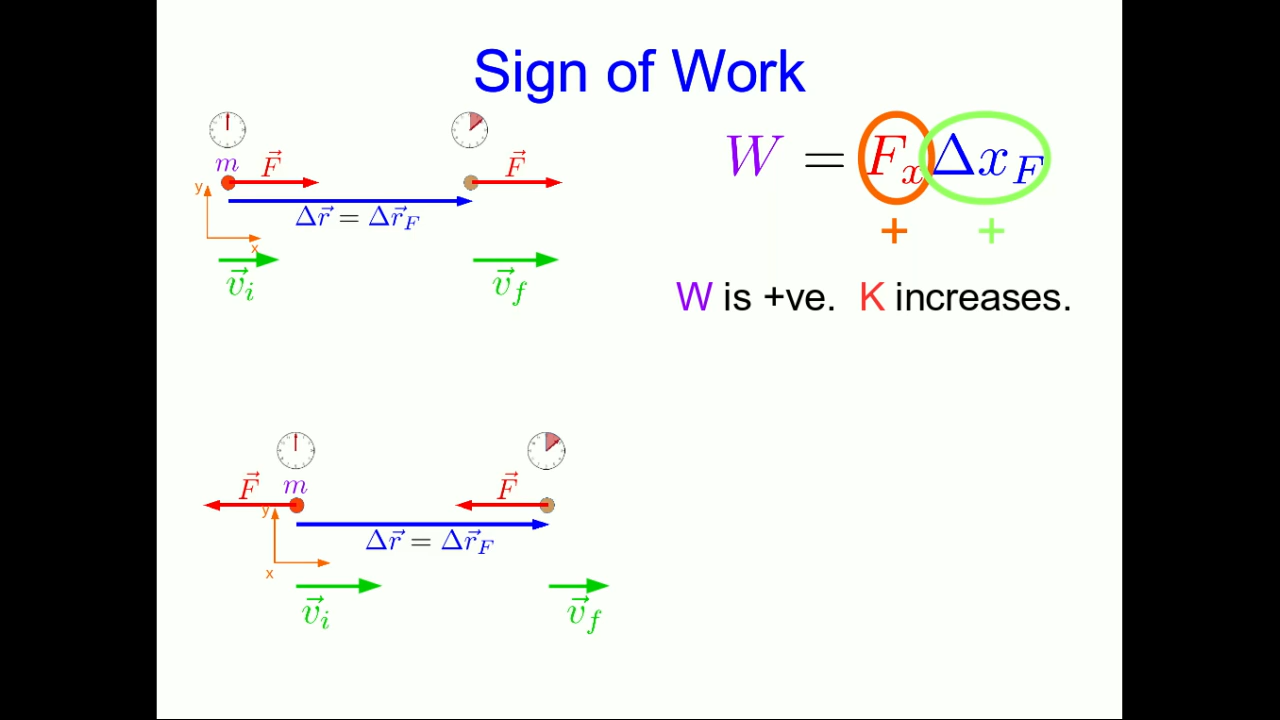 Sign of Work
m F⃗ F⃗
y
Δr⃗ = Δr⃗_F
x
v⃗_i v⃗_f
W = F_x Δx_F
+ +
W is +ve. K increases.
F⃗ m F⃗
y
Δr⃗ = Δr⃗_F
x
v⃗_i v⃗_f